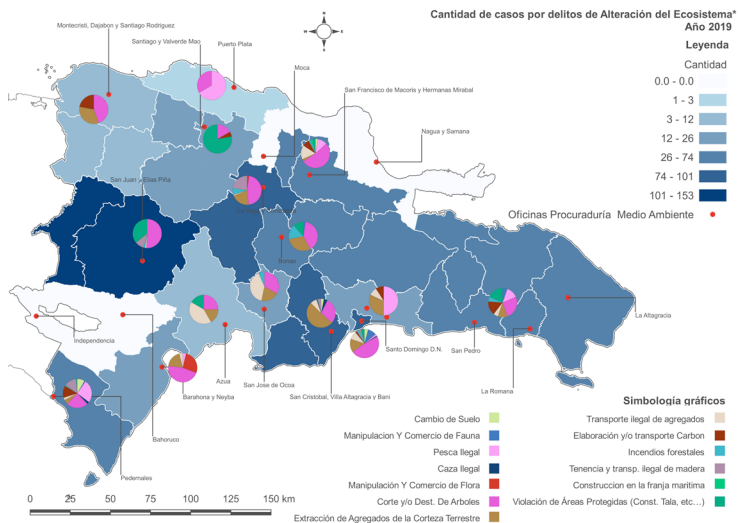 Cantidad de casos por delitos de Alteración del Ecosistema*
Año 2019
Leyenda
Cantidad
0.0 - 0.0
1 - 3
3 - 12
12 - 26
26 - 74
74 - 101
101 - 153
Oficinas Procuraduría Medio Ambiente
Montecristi, Dajabon y Santiago Rodriguez
Santiago y Valverde Mao
Puerto Plata
Moca
San Francisco de Macoris y Hermanas Mirabal
Nagua y Samana
San Juan y Elias Piña
Bonao
La Altagracia
Independencia
Azua
San Jose de Ocoa
San Cristobal, Villa Altagracia y Bani
Santo Domingo D.N.
San Pedro
La Romana
Barahona y Neyba
Bahoruco
Pedernales
Simbología gráficos
Cambio de Suelo
Manipulacion Y Comercio de Fauna
Pesca Ilegal
Caza Ilegal
Manipulación Y Comercio de Flora
Corte y/o Dest. De Arboles
Extracción de Agregados de la Corteza Terrestre
Transporte ilegal de agregados
Elaboración y/o transporte Carbon
Incendios forestales
Tenencia y transp. ilegal de madera
Construccion en la franja maritima
Violación de Áreas Protegidas (Const. Tala, etc…)
0 50 100 150 km